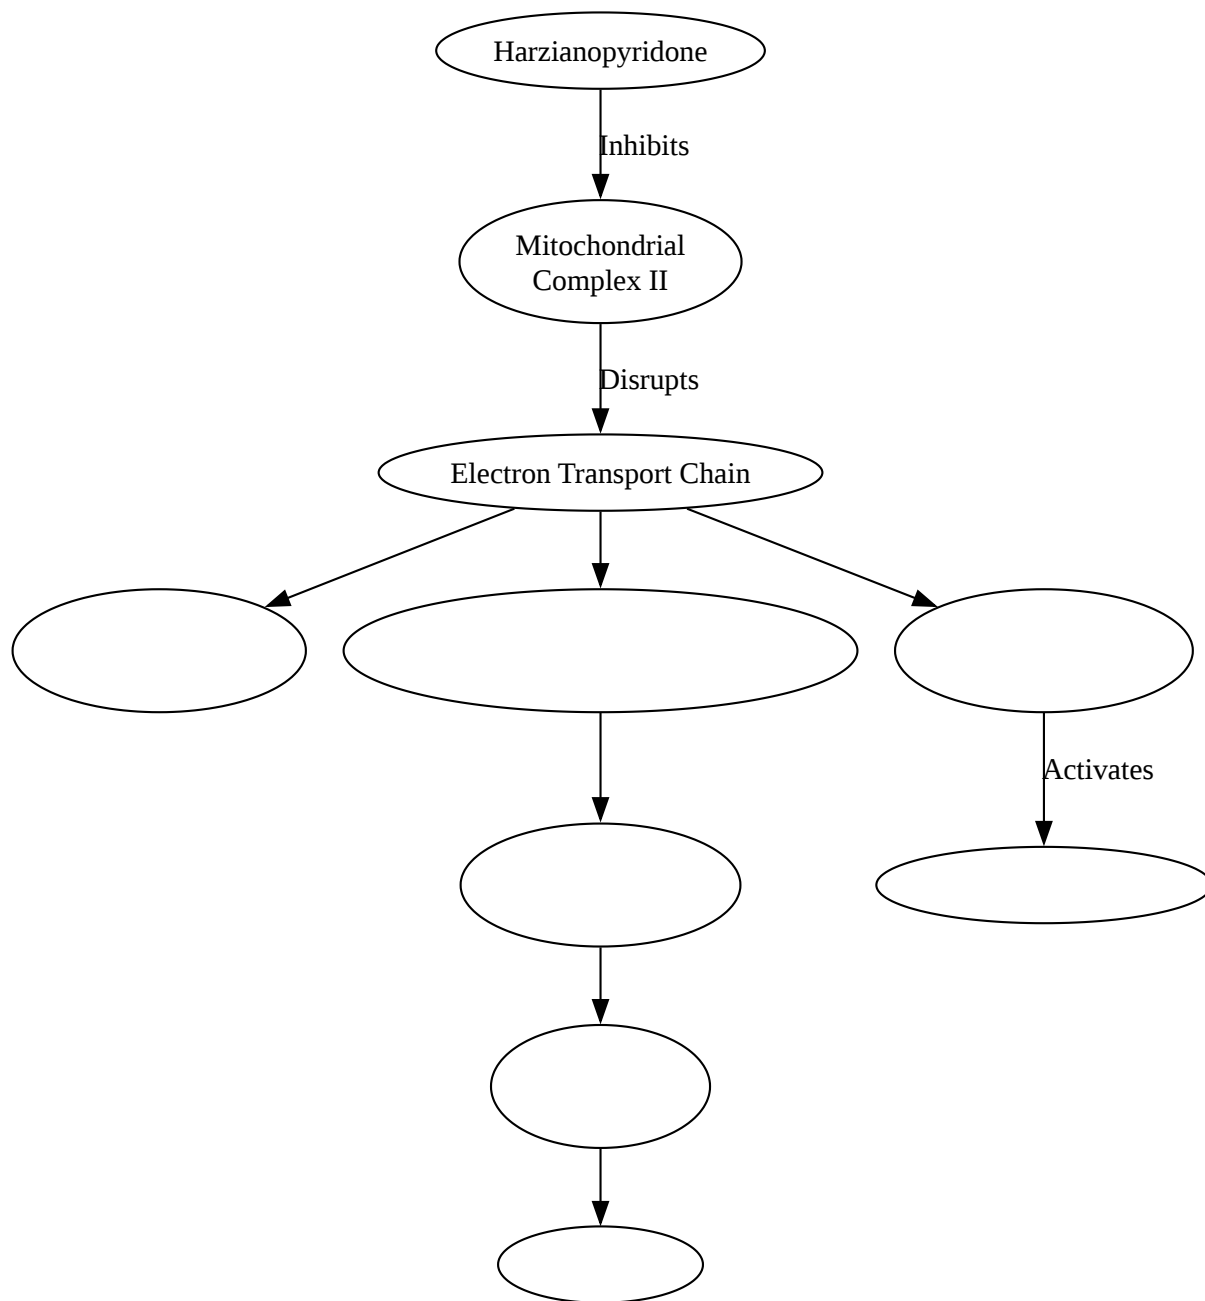 Harzianopyridone
Inhibits
Mitochondrial
Complex II
Disrupts
Electron Transport Chain
Activates